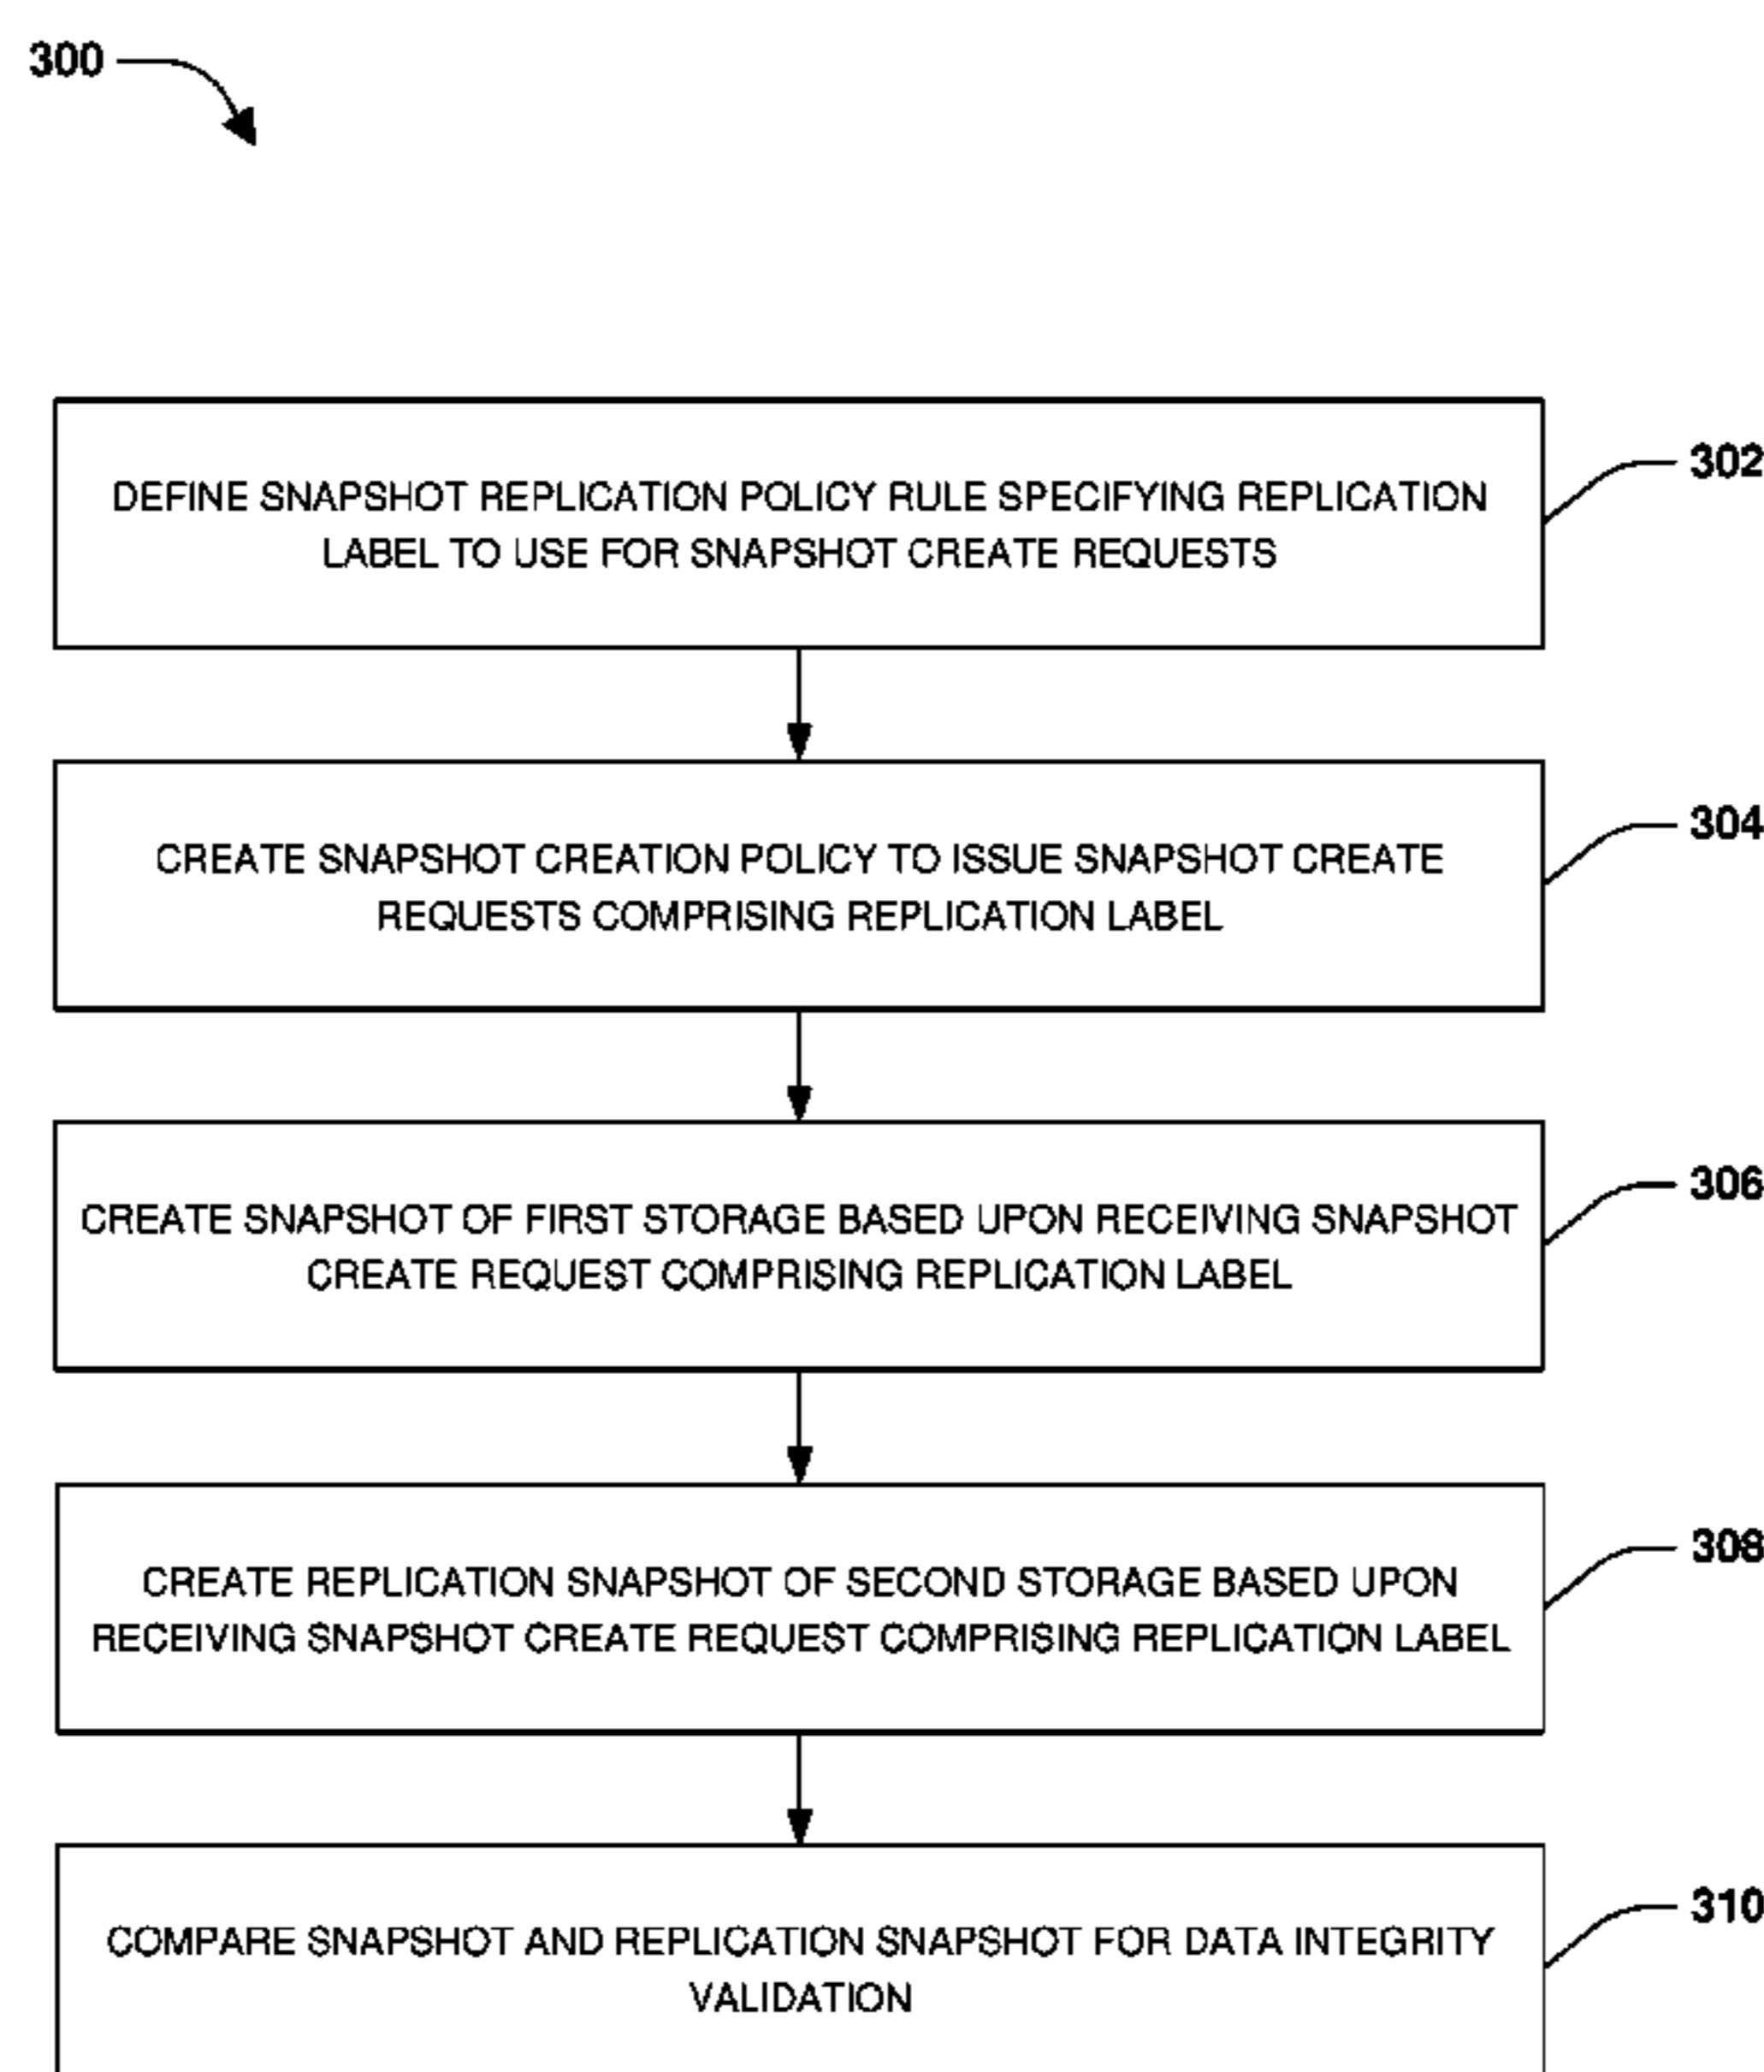 300
DEFINE SNAPSHOT REPLICATION POLICY RULE SPECIFYING REPLICATION
LABEL TO USE FOR SNAPSHOT CREATE REQUESTS
302
CREATE SNAPSHOT CREATION POLICY TO ISSUE SNAPSHOT CREATE
REQUESTS COMPRISING REPLICATION LABEL
304
CREATE SNAPSHOT OF FIRST STORAGE BASED UPON RECEIVING SNAPSHOT
CREATE REQUEST COMPRISING REPLICATION LABEL
306
CREATE REPLICATION SNAPSHOT OF SECOND STORAGE BASED UPON
RECEIVING SNAPSHOT CREATE REQUEST COMPRISING REPLICATION LABEL
308
COMPARE SNAPSHOT AND REPLICATION SNAPSHOT FOR DATA INTEGRITY
VALIDATION
310